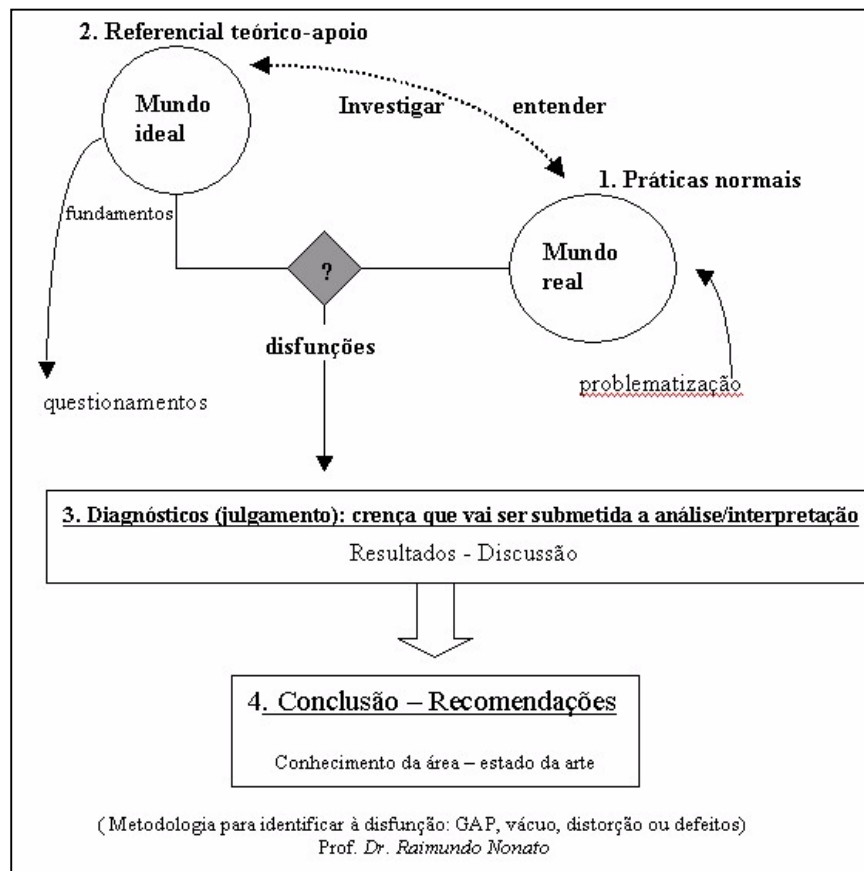 2. Referencial teórico-apoio
Mundo
ideal
Investigar entender
1. Práticas normais
fundamentos
Mundo
real
?
disfunções
questionamentos
problematização
3. Diagnósticos (julgamento): crença que vai ser submetida a análise/interpretação
Resultados - Discussão
4. Conclusão – Recomendações
Conhecimento da área – estado da arte
( Metodologia para identificar à disfunção: GAP, vácuo, distorção ou defeitos)
Prof. Dr. Raimundo Nonato